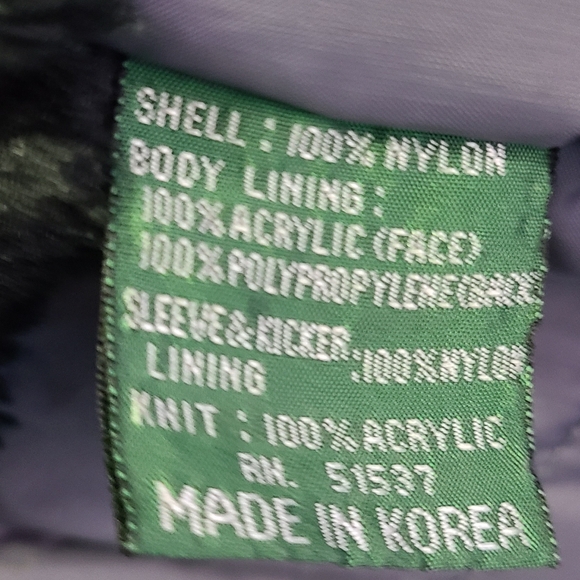 SHELL : 100% NYLON
BODY LINING :
100% ACRYLIC (FACE)
100% POLYPROPYLENE (BACK)
SLEEVE & KICKER
LINING :100% NYLON
KNIT : 100% ACRYLIC
RN. 51537
MADE IN KOREA